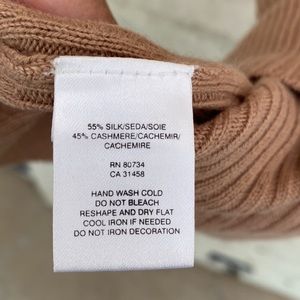 55% SILK/SEDA/SOIE
45% CASHMERE/CACHEMIR/
CACHEMIRE
RN 80734
CA 31458
HAND WASH COLD
DO NOT BLEACH
RESHAPE AND DRY FLAT
COOL IRON IF NEEDED
DO NOT IRON DECORATION